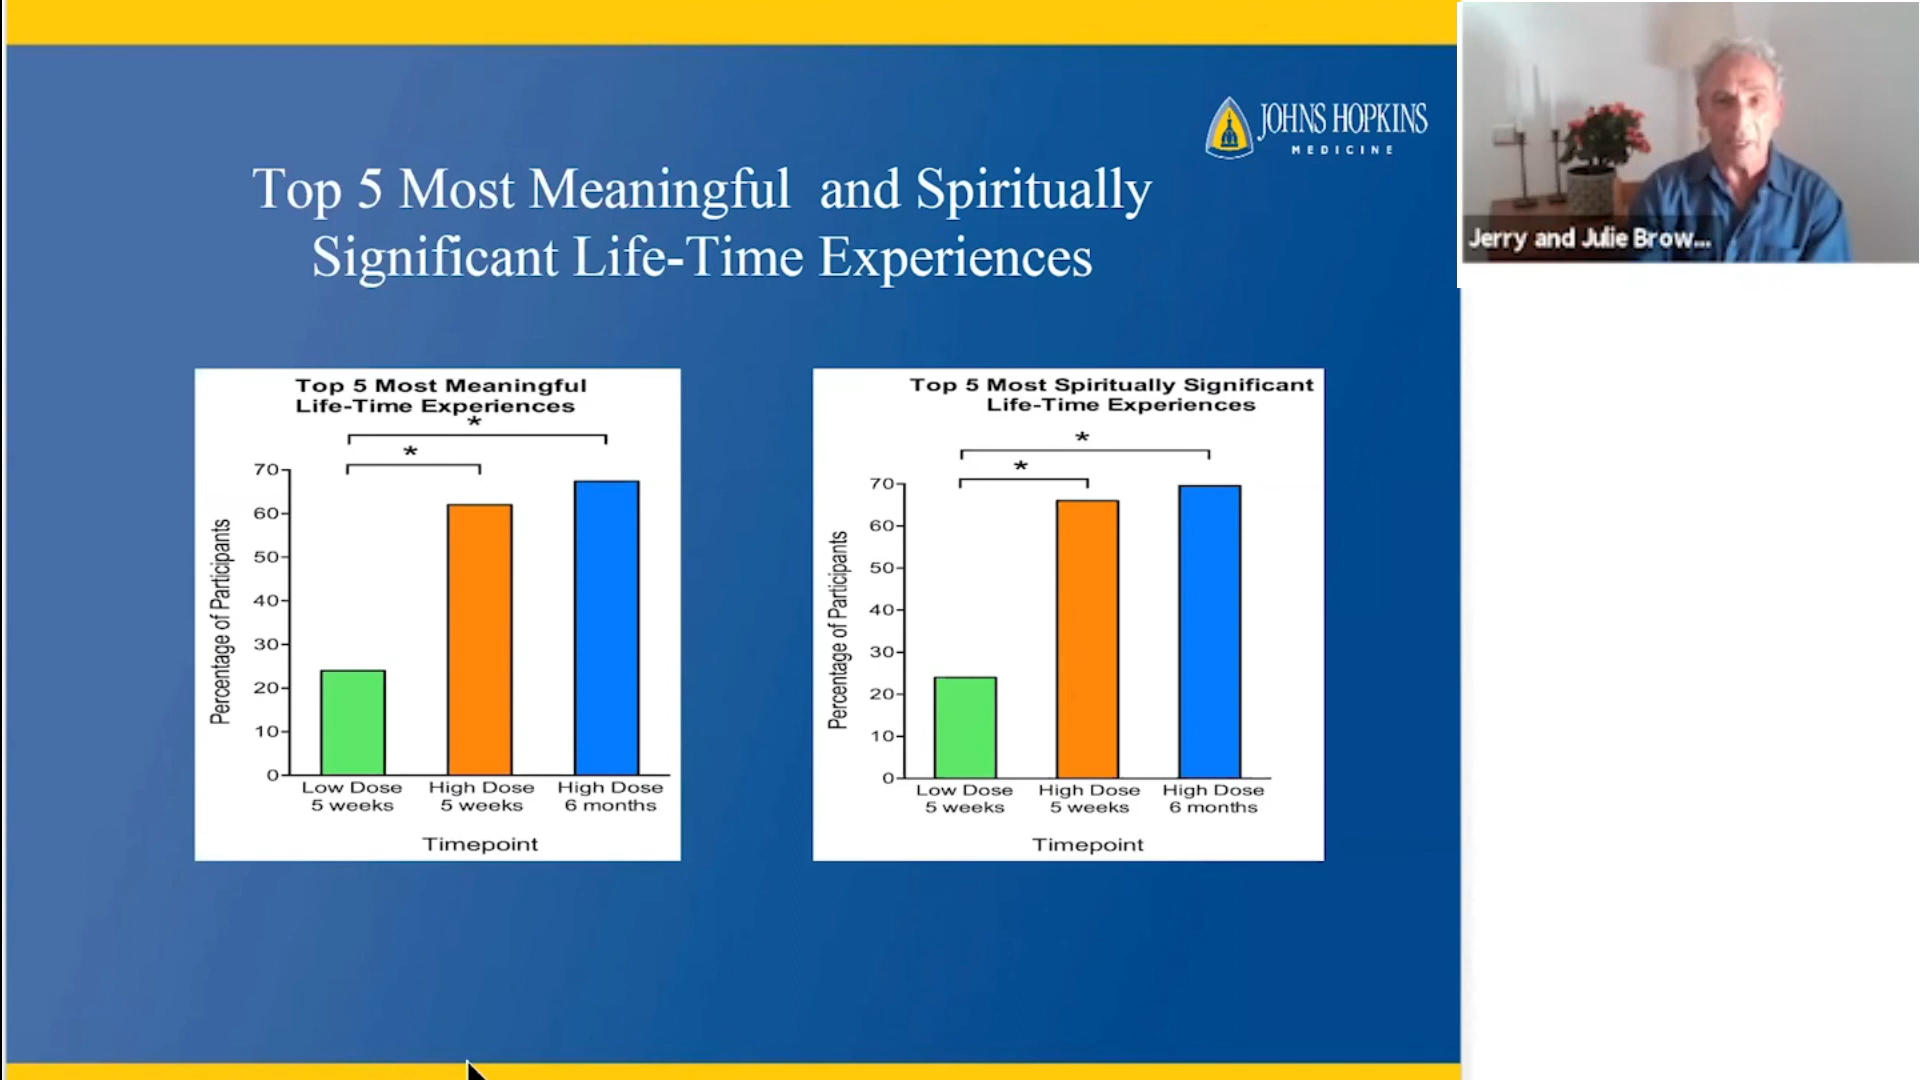 JOHNS HOPKINS
MEDICINE
Top 5 Most Meaningful and Spiritually
Significant Life-Time Experiences
Jerry and Julie Brow...
Top 5 Most Meaningful
Life-Time Experiences
*
*
70
60
50
40
30
20
10
0
Percentage of Participants
Low Dose High Dose High Dose
5 weeks 5 weeks 6 months
Timepoint
Top 5 Most Spiritually Significant
Life-Time Experiences
*
*
70
60
50
40
30
20
10
0
Percentage of Participants
Low Dose High Dose High Dose
5 weeks 5 weeks 6 months
Timepoint